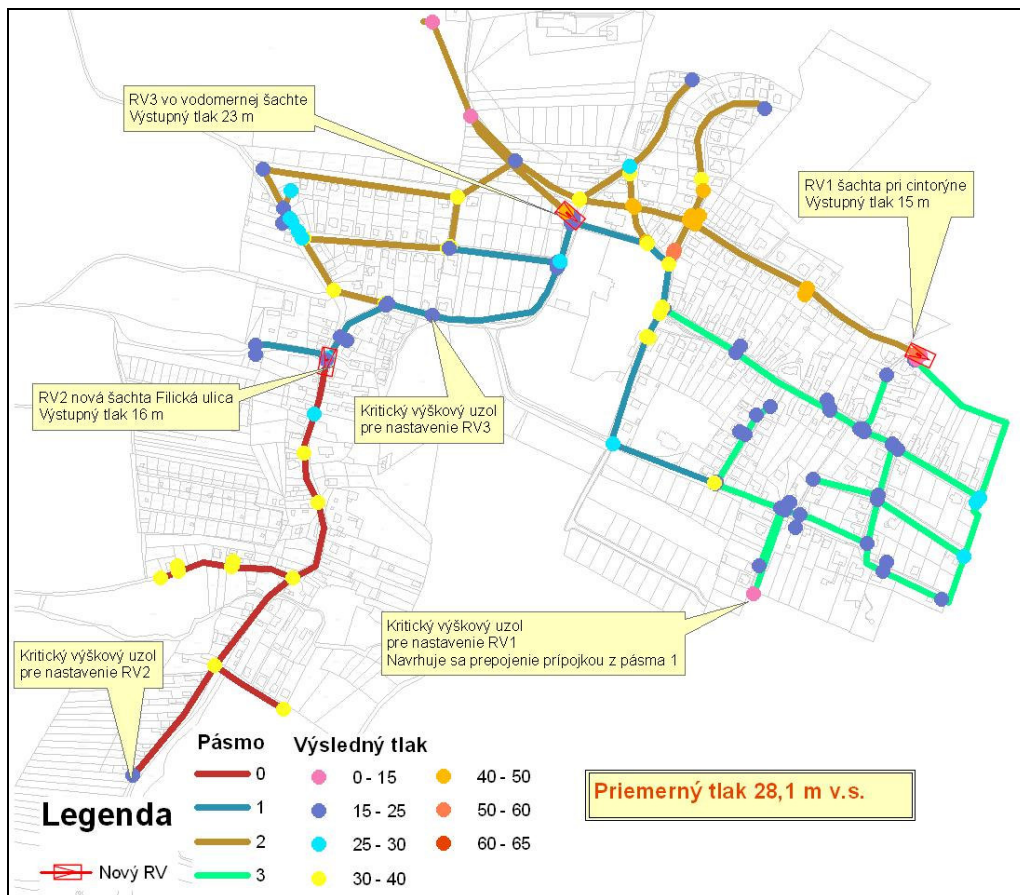 RV3 vo vodomernej šachte
Výstupný tlak 23 m
RV1 šachta pri cintorýne
Výstupný tlak 15 m
RV2 nová šachta Filická ulica
Výstupný tlak 16 m
Kritický výškový uzol
pre nastavenie RV3
Kritický výškový uzol
pre nastavenie RV1
Navrhuje sa prepojenie prípojkou z pásma 1
Kritický výškový uzol
pre nastavenie RV2
Legenda
Nový RV
Pásmo
0
1
2
3
Výsledný tlak
0 - 15
15 - 25
25 - 30
30 - 40
40 - 50
50 - 60
60 - 65
Priemerný tlak 28,1 m v.s.